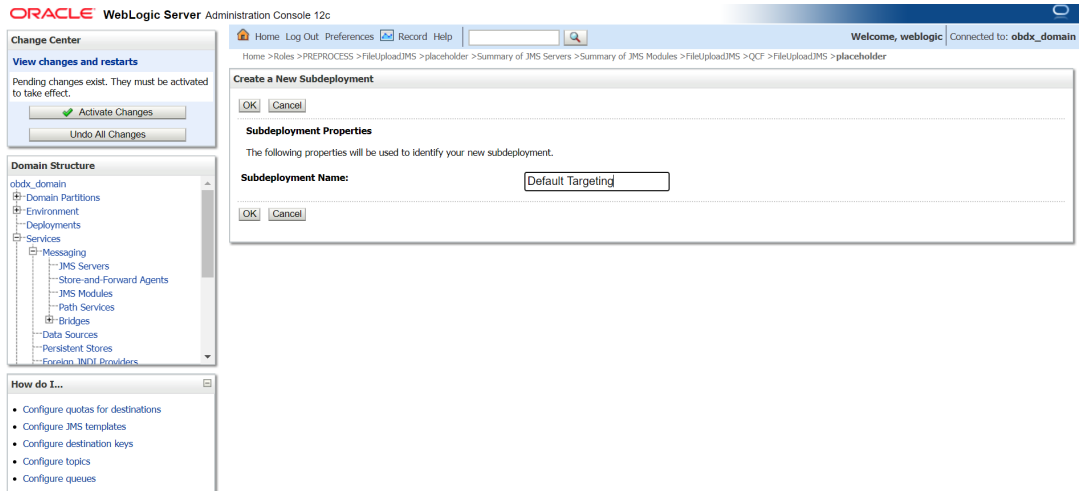 ORACLE WebLogic Server Administration Console 12c
Change Center
View changes and restarts
Pending changes exist. They must be activated
to take effect.
Activate Changes
Undo All Changes
Domain Structure
obdx_domain
Domain Partitions
Environment
Deployments
Services
Messaging
JMS Servers
Store-and-Forward Agents
JMS Modules
Path Services
Bridges
Data Sources
Persistent Stores
Foreign JNDI Providers
How do I...
Configure quotas for destinations
Configure JMS templates
Configure destination keys
Configure topics
Configure queues
Home Log Out Preferences Record Help
Welcome, weblogic Connected to: obdx_domain
Home >Roles >PREPROCESS >FileUploadJMS >placeholder >Summary of JMS Servers >Summary of JMS Modules >FileUploadJMS >QCF >FileUploadJMS >placeholder
Create a New Subdeployment
OK Cancel
Subdeployment Properties
The following properties will be used to identify your new subdeployment.
Subdeployment Name: Default Targeting
OK Cancel